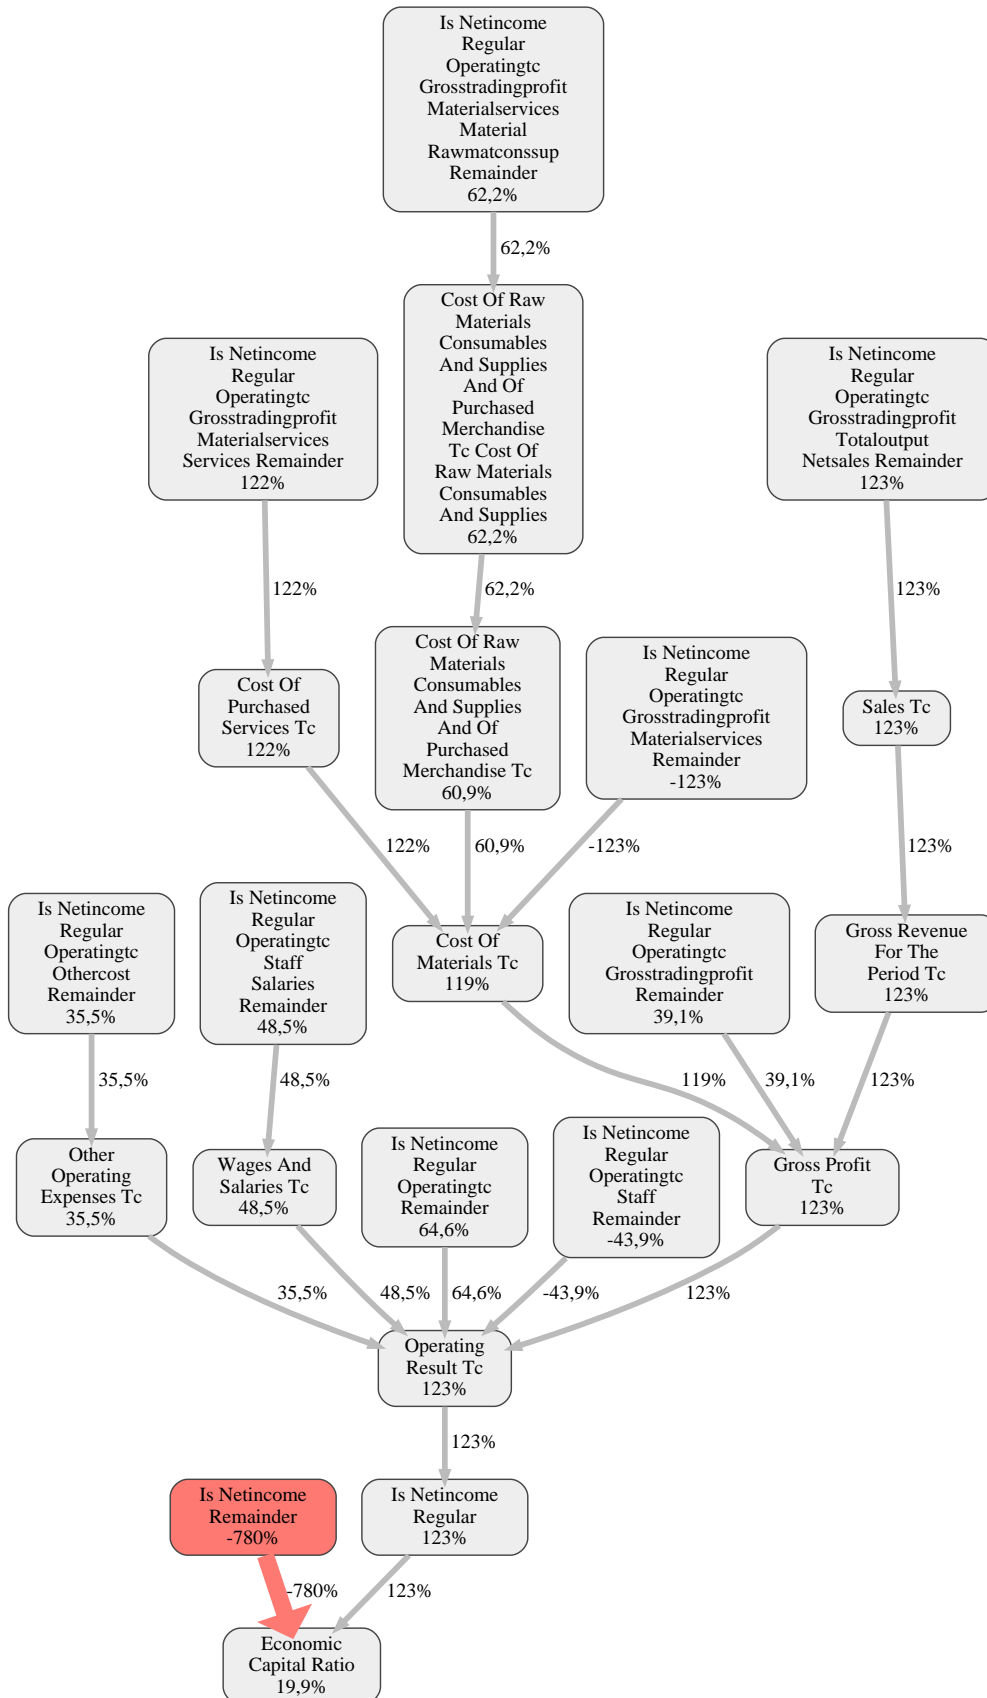 Is Netincome
Regular
Operatingtc
Grosstradingprofit
Materialservices
Material
Rawmatconssup
Remainder
62,2%
62,2%
Cost Of Raw
Materials
Consumables
And Supplies
And Of
Purchased
Merchandise
Tc Cost Of
Raw Materials
Consumables
And Supplies
62,2%
Is Netincome
Regular
Operatingtc
Grosstradingprofit
Materialservices
Services Remainder
122%
Is Netincome
Regular
Operatingtc
Grosstradingprofit
Totaloutput
Netsales Remainder
123%
122%
62,2%
123%
Cost Of
Purchased
Services Tc
122%
Cost Of Raw
Materials
Consumables
And Supplies
And Of
Purchased
Merchandise Tc
60,9%
Is Netincome
Regular
Operatingtc
Grosstradingprofit
Materialservices
Remainder
-123%
Sales Tc
123%
122%
60,9%
-123%
123%
Is Netincome
Regular
Operatingtc
Othercost
Remainder
35,5%
Is Netincome
Regular
Operatingtc
Staff
Salaries
Remainder
48,5%
Cost Of
Materials Tc
119%
Is Netincome
Regular
Operatingtc
Grosstradingprofit
Remainder
39,1%
Gross Revenue
For The
Period Tc
123%
35,5%
48,5%
119%
39,1%
123%
Other
Operating
Expenses Tc
35,5%
Wages And
Salaries Tc
48,5%
Is Netincome
Regular
Operatingtc
Remainder
64,6%
Is Netincome
Regular
Operatingtc
Staff
Remainder
-43,9%
Gross Profit
Tc
123%
35,5%
48,5%
64,6%
-43,9%
123%
Operating
Result Tc
123%
123%
Is Netincome
Remainder
-780%
Is Netincome
Regular
123%
-780%
123%
Economic
Capital Ratio
19,9%